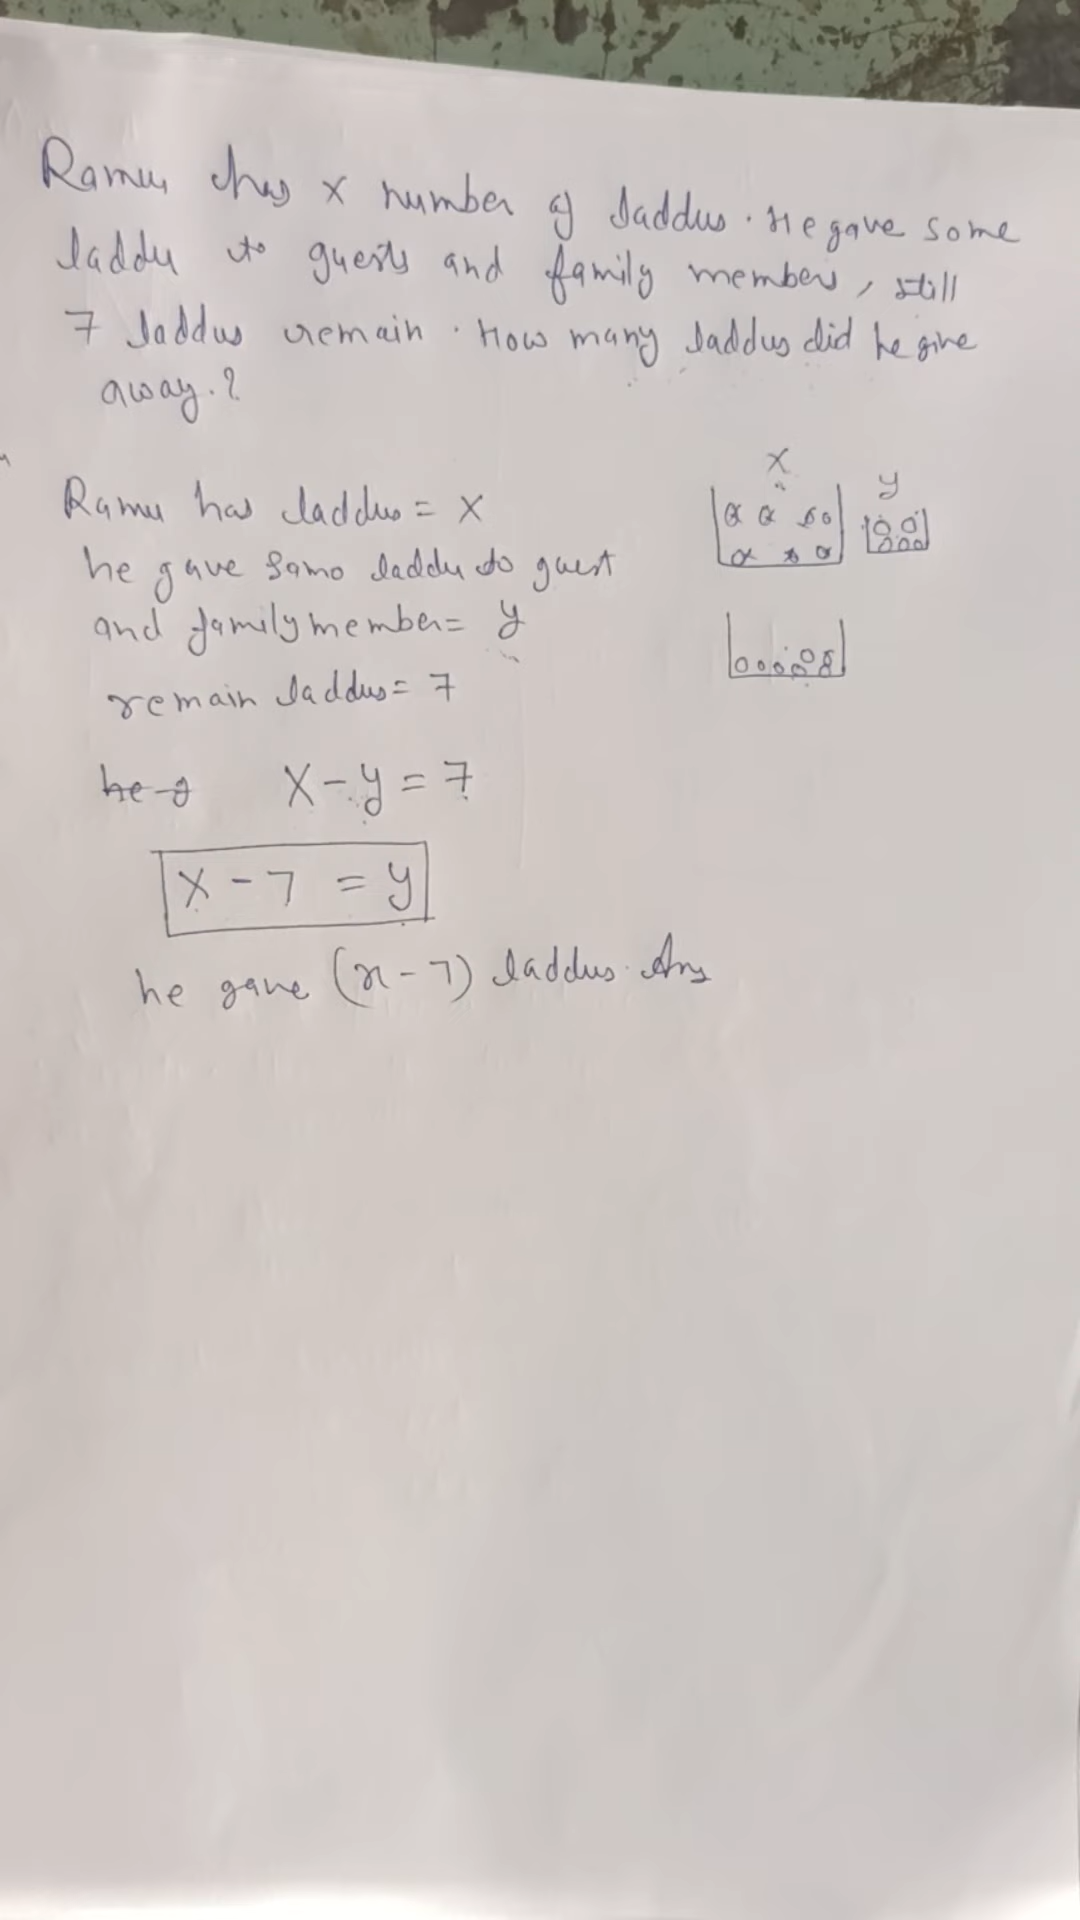 Ramu has x number of laddus. He gave some
laddu to guests and family members, still
7 laddus remain. How many laddus did he give
away.?
x
y
Ramu has laddus = x
he gave some laddu to guest
and family member = y
remain laddus = 7
he g x - y = 7
x - 7 = y
he gave (x - 7) laddus. Ans